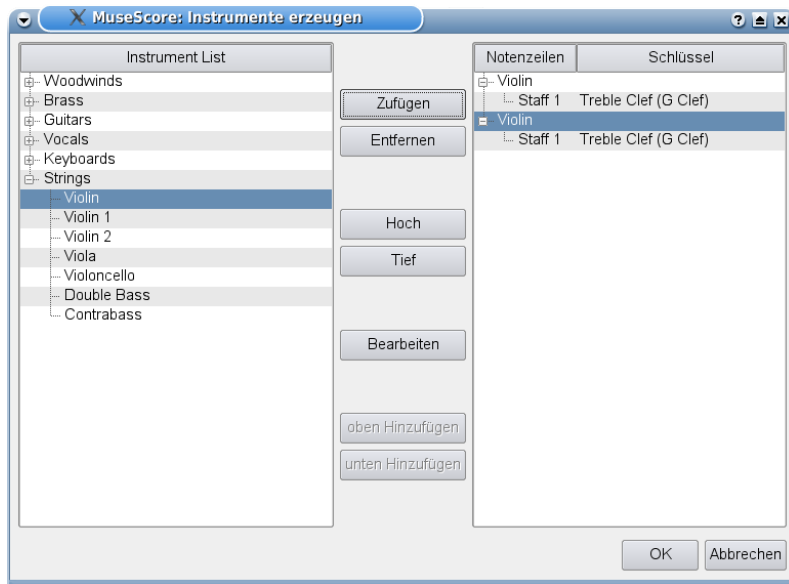 MuseScore: Instrumente erzeugen
Instrument List
Woodwinds
Brass
Guitars
Vocals
Keyboards
Strings
Violin
Violin 1
Violin 2
Viola
Violoncello
Double Bass
Contrabass
Zufügen
Entfernen
Hoch
Tief
Bearbeiten
oben Hinzufügen
unten Hinzufügen
Notenzeilen Schlüssel
Violin
Staff 1 Treble Clef (G Clef)
Violin
Staff 1 Treble Clef (G Clef)
OK Abbrechen